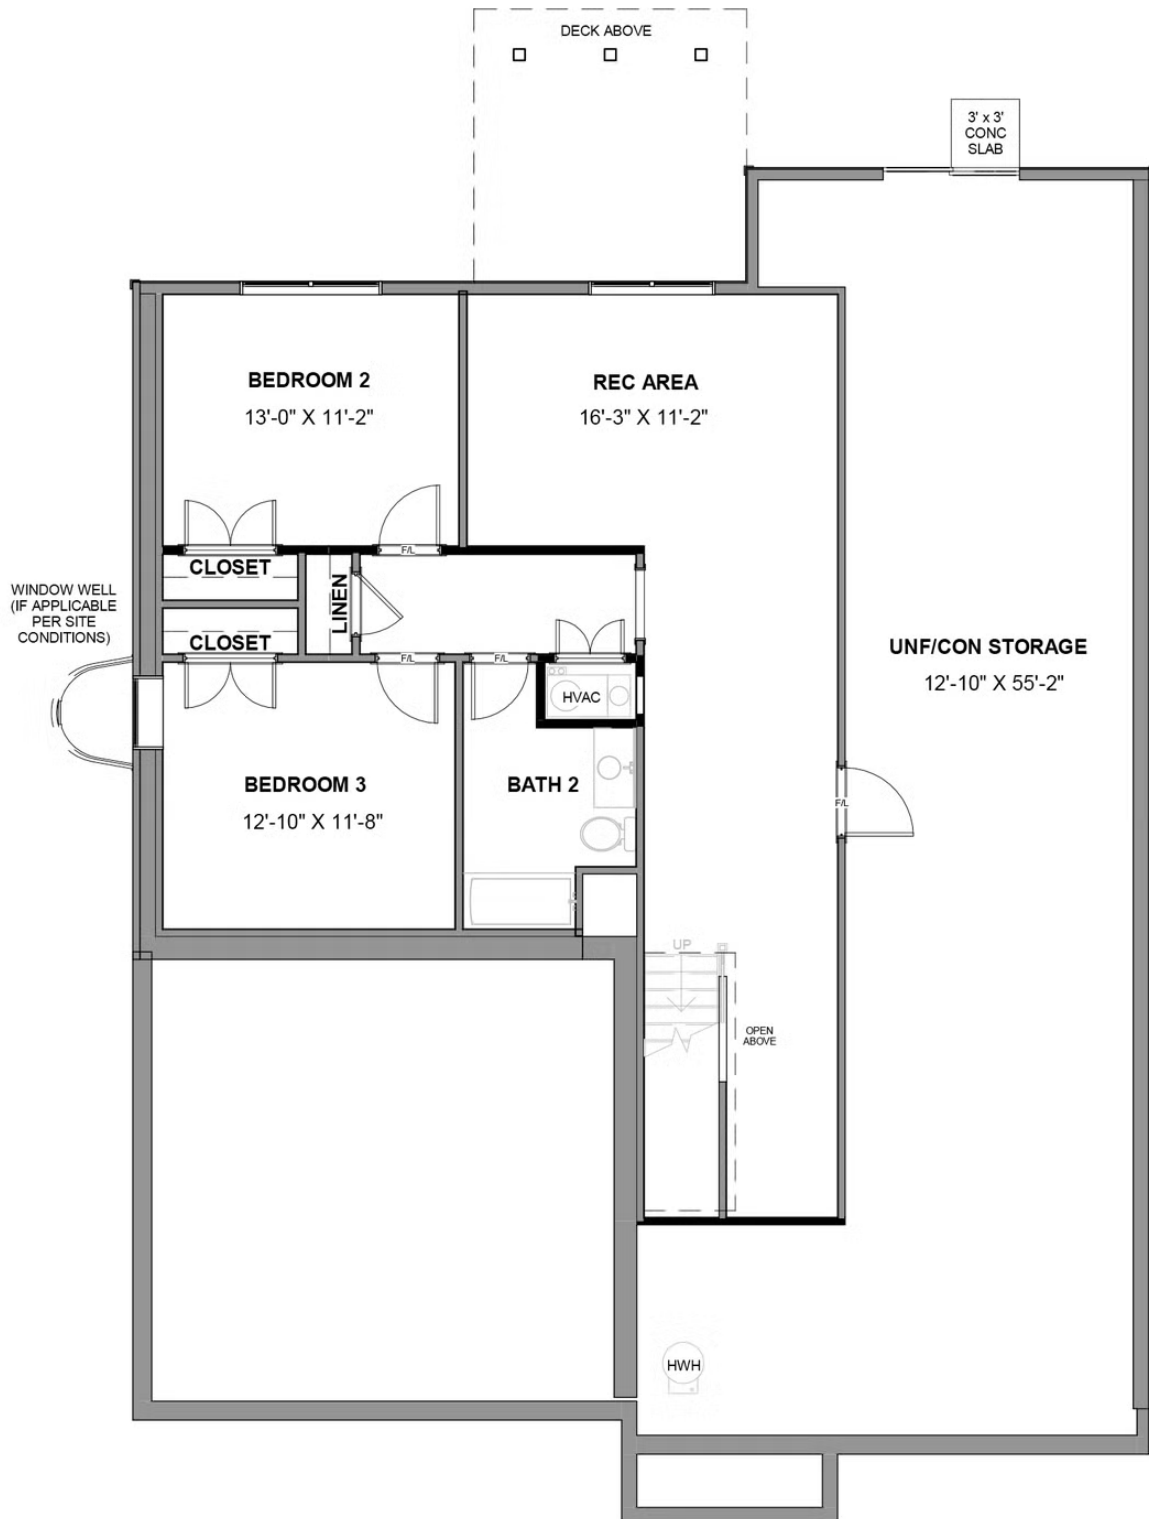 DECK ABOVE
3' x 3'
CONC
SLAB
BEDROOM 2
13'-0" X 11'-2"
REC AREA
16'-3" X 11'-2"
F/L
CLOSET
LINEN
WINDOW WELL
(IF APPLICABLE
PER SITE
CONDITIONS)
CLOSET
F/L
F/L
UNF/CON STORAGE
12'-10" X 55'-2"
HVAC
BEDROOM 3
12'-10" X 11'-8"
BATH 2
F/L
UP
OPEN
ABOVE
HWH